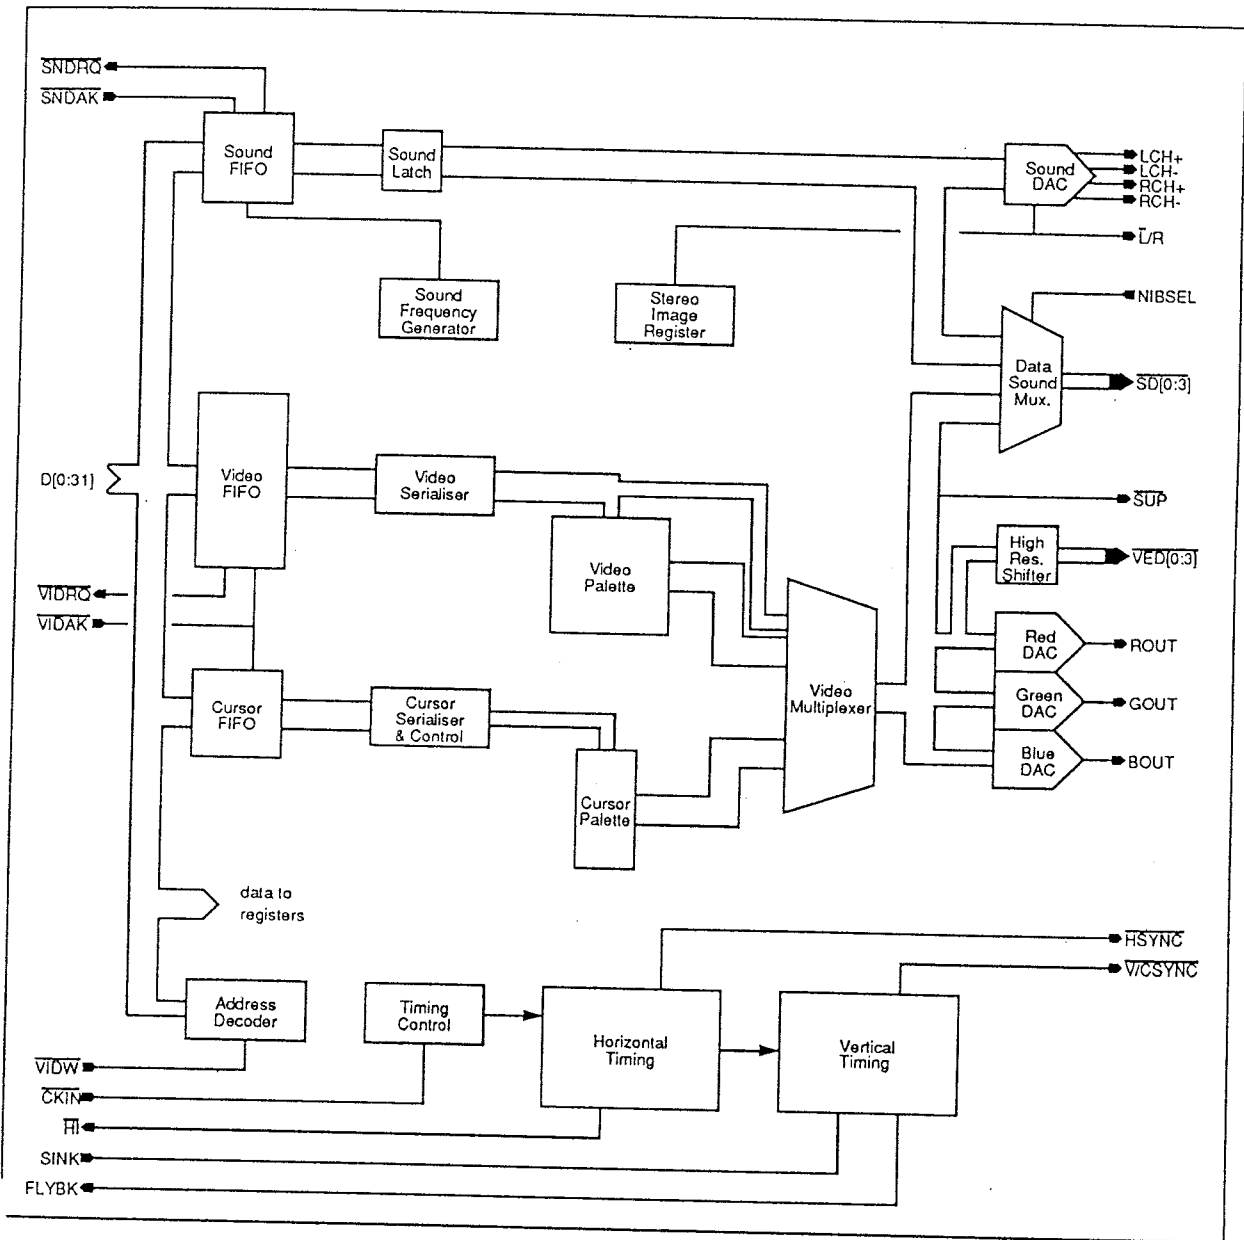 SNDRQ
SNDAK
Sound
FIFO
Sound
Latch
Sound
DAC
LCH+
LCH-
RCH+
RCH-
L/R
Sound
Frequency
Generator
Stereo
Image
Register
NIBSEL
Data
Sound
Mux.
SD[0:3]
D[0:31]
Video
FIFO
Video
Serialiser
SUP
Video
Palette
High
Res.
Shifter
VED[0:3]
VIDRQ
VIDAK
Red
DAC
ROUT
Cursor
FIFO
Cursor
Serialiser
& Control
Video
Multiplexer
Green
DAC
GOUT
Blue
DAC
BOUT
Cursor
Palette
data to
registers
HSYNC
V/CSYNC
Address
Decoder
Timing
Control
Horizontal
Timing
Vertical
Timing
VIDW
CKIN
HI
SINK
FLYBK